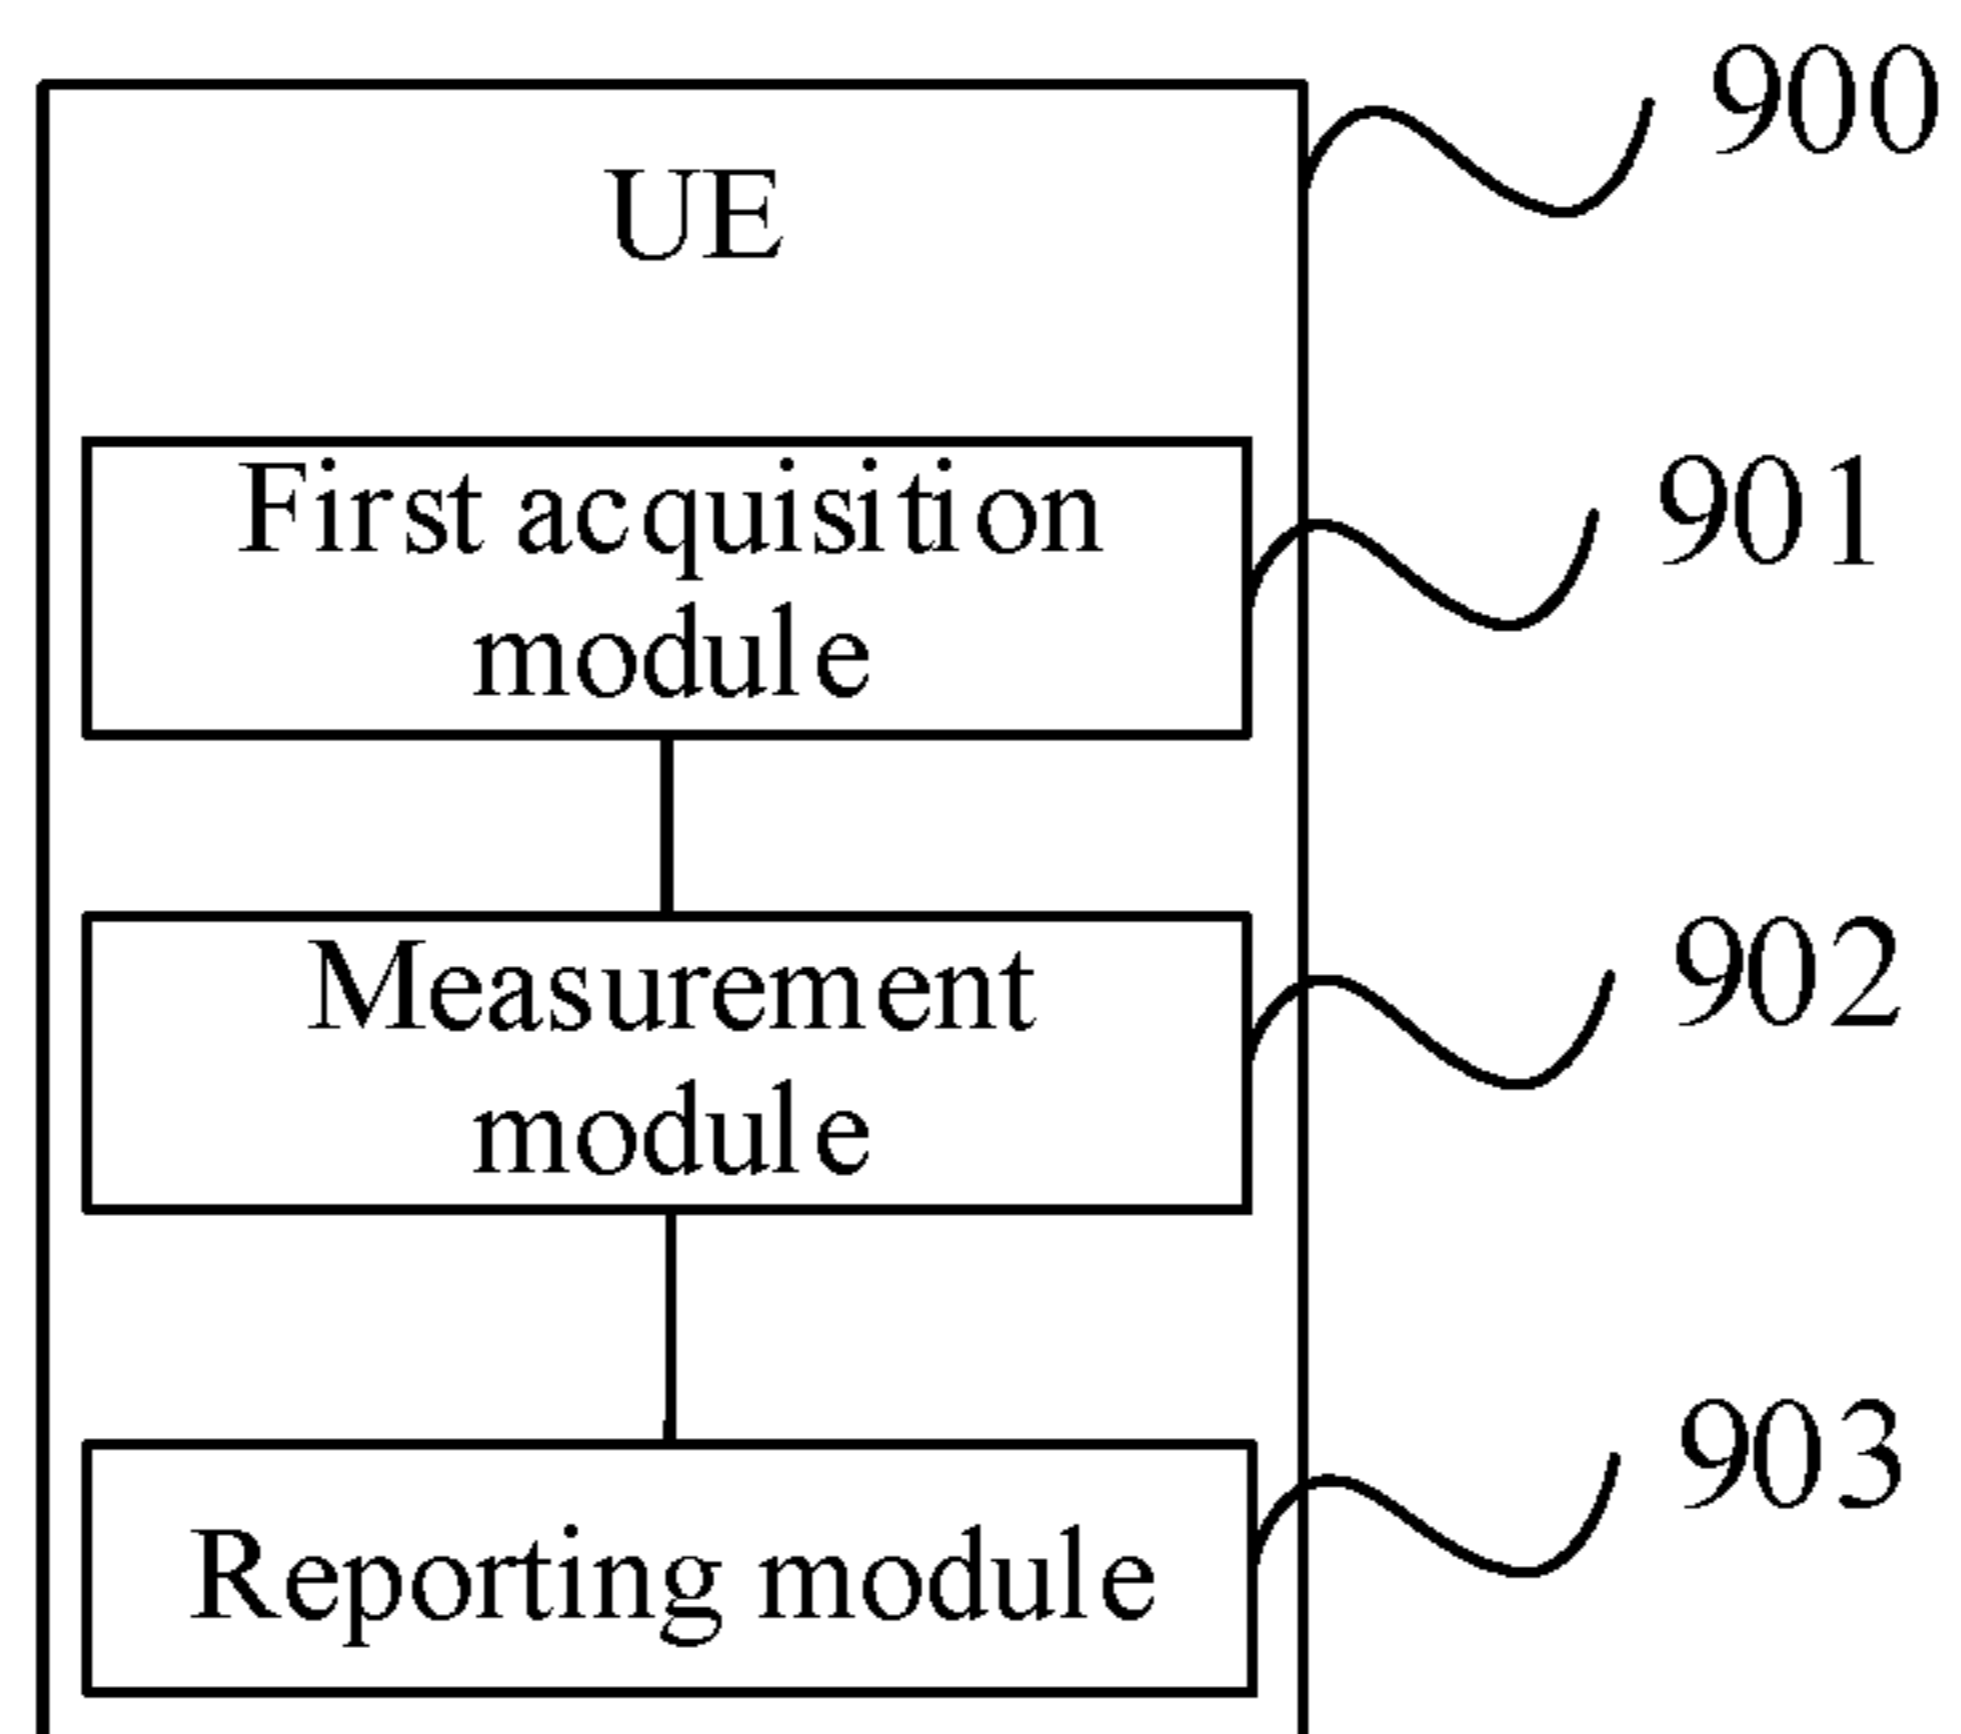 900
UE
First acquisition
module
901
Measurement
module
902
Reporting module
903